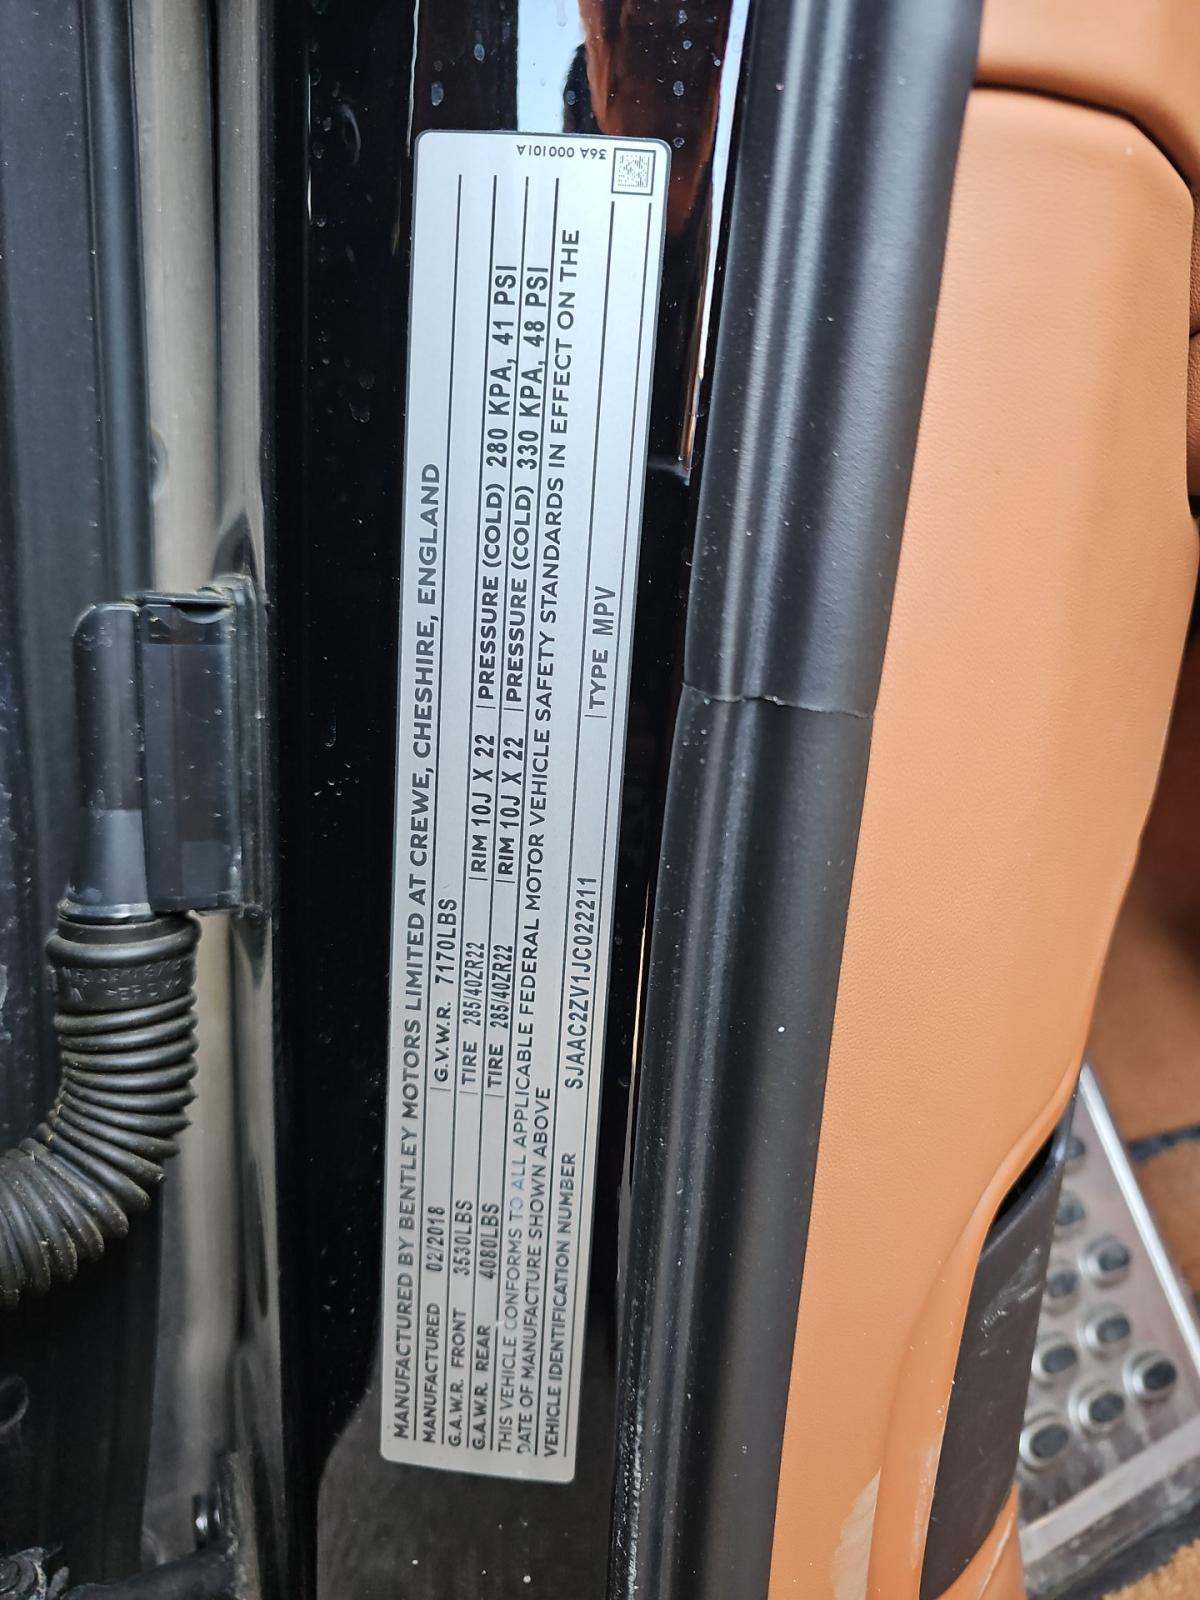 MANUFACTURED BY BENTLEY MOTORS LIMITED AT CREWE, CHESHIRE, ENGLAND
MANUFACTURED 02/2018 G.V.W.R. 7170LBS
G.A.W.R. FRONT 3530LBS TIRE 285/40ZR22 RIM 10J X 22 PRESSURE (COLD) 280 KPA, 41 PSI
G.A.W.R. REAR 4080LBS TIRE 285/40ZR22 RIM 10J X 22 PRESSURE (COLD) 330 KPA, 48 PSI
THIS VEHICLE CONFORMS TO ALL APPLICABLE FEDERAL MOTOR VEHICLE SAFETY STANDARDS IN EFFECT ON THE
DATE OF MANUFACTURE SHOWN ABOVE
VEHICLE IDENTIFICATION NUMBER SJAAC2ZV1JC022211 TYPE MPV
36A 000101A